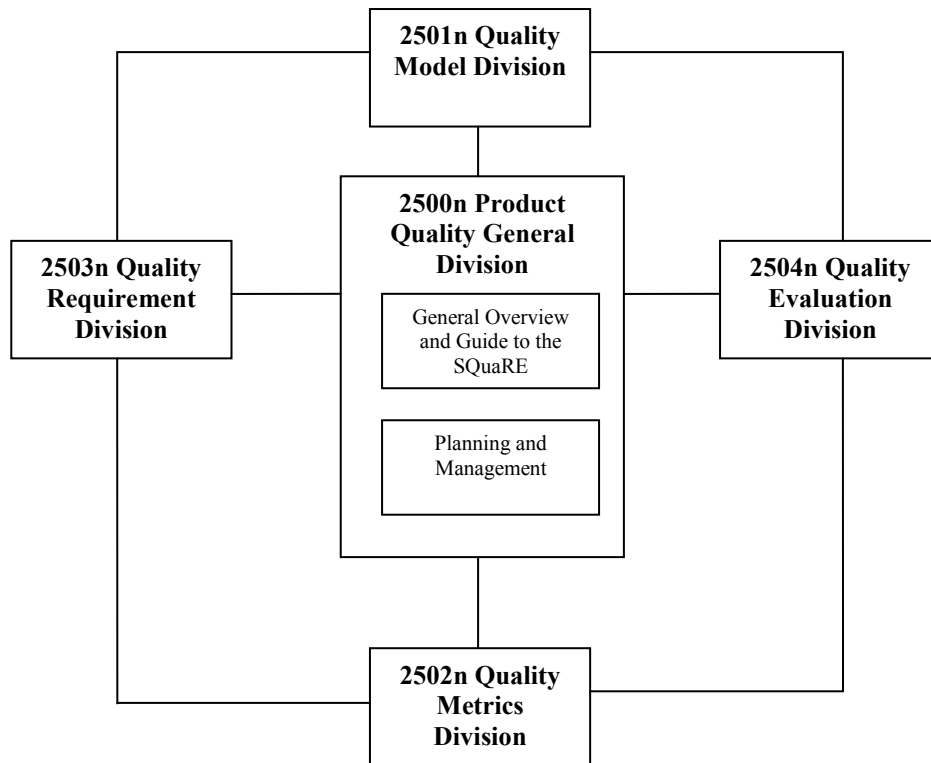 2501n Quality
Model Division
2500n Product
Quality General
Division
2503n Quality
Requirement
Division
2504n Quality
Evaluation
Division
General Overview
and Guide to the
SQuaRE
Planning and
Management
2502n Quality
Metrics
Division